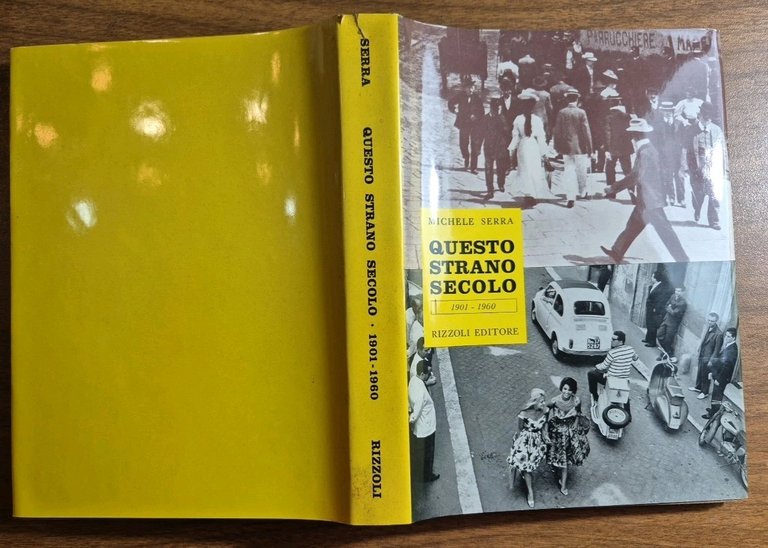 SERRA QUESTO STRANO SECOLO · 1901-1960 RIZZOLI
PARRUCCHIERE
MICHELE SERRA
QUESTO
STRANO
SECOLO
1901 - 1960
RIZZOLI EDITORE